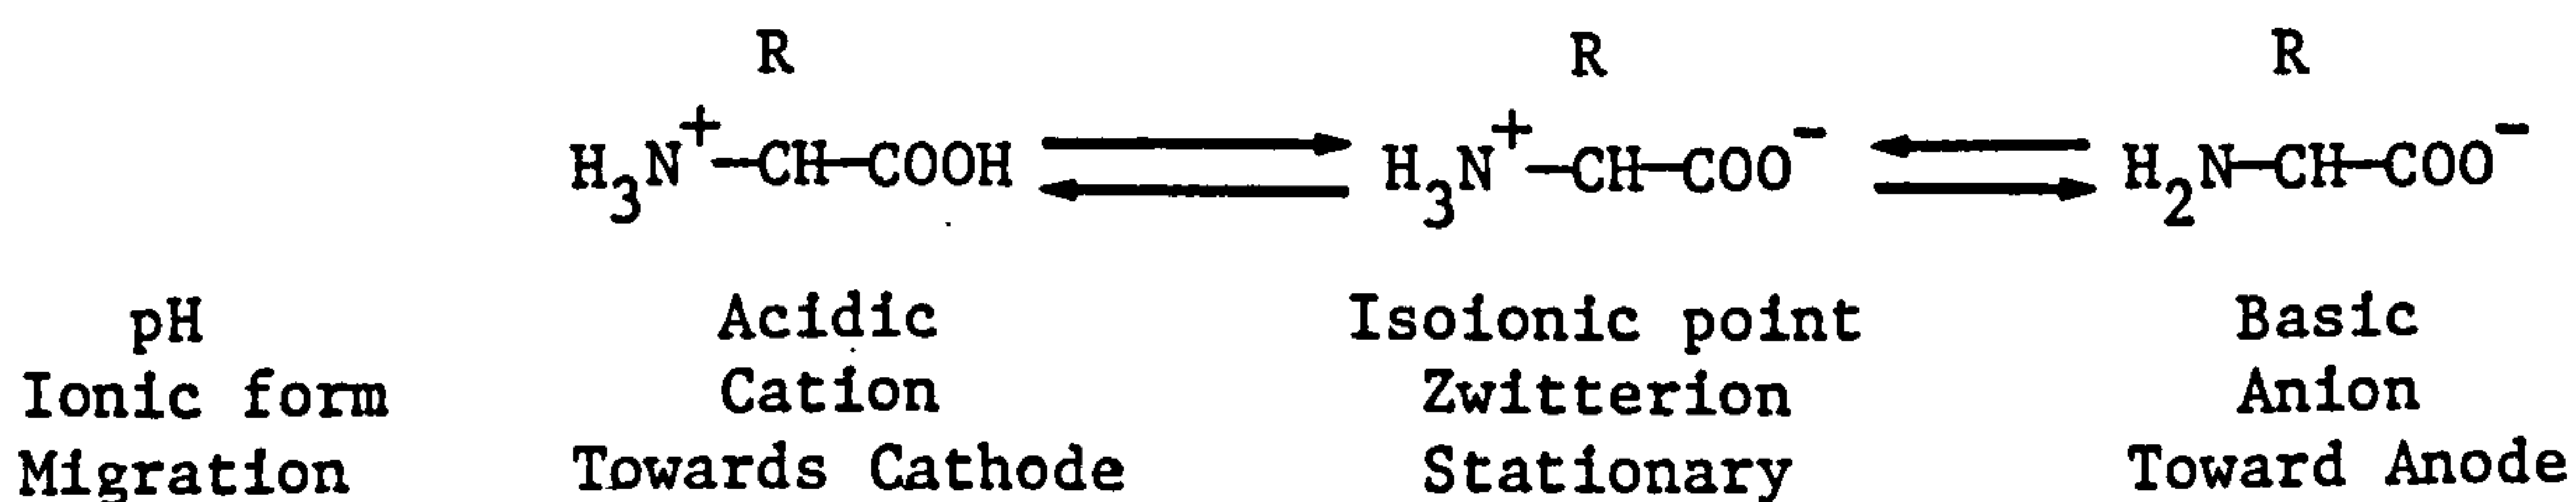 R R R
H₃N⁺—CH—COOH ⇌ H₃N⁺—CH—COO⁻ ⇌ H₂N—CH—COO⁻
pH Acidic Isoionic point Basic
Ionic form Cation Zwitterion Anion
Migration Towards Cathode Stationary Toward Anode